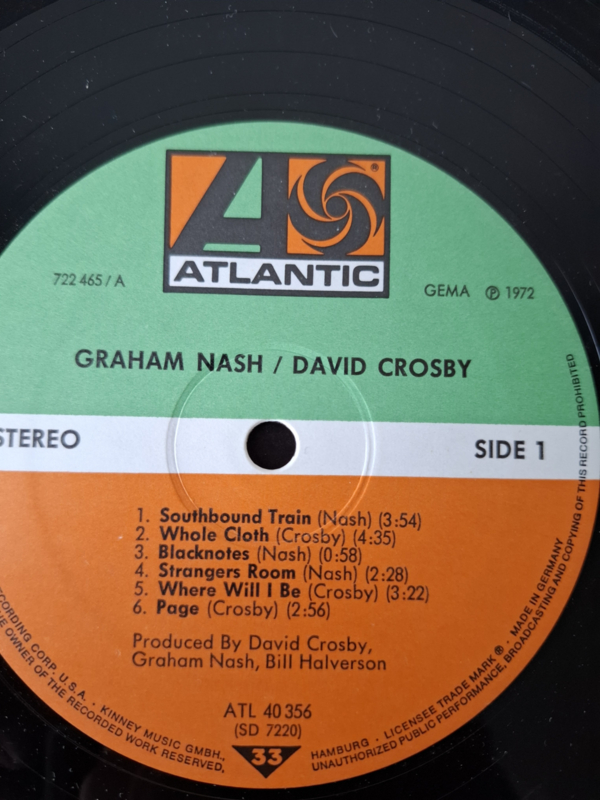 ATLANTIC
®
722 465 / A
GEMA ℗ 1972
GRAHAM NASH / DAVID CROSBY
STEREO
SIDE 1
1. Southbound Train (Nash) (3:54)
2. Whole Cloth (Crosby) (4:35)
3. Blacknotes (Nash) (0:58)
4. Strangers Room (Nash) (2:28)
5. Where Will I Be (Crosby) (3:22)
6. Page (Crosby) (2:56)
Produced By David Crosby,
Graham Nash, Bill Halverson
ATL 40 356
(SD 7220)
33
CORDING CORP. U.S.A. · KINNEY MUSIC GMBH., HAMBURG · LICENSEE TRADE MARK ® · MADE IN GERMANY
OWNER OF THE RECORDED WORK RESERVED. UNAUTHORIZED PUBLIC PERFORMANCE, BROADCASTING AND COPYING OF THIS RECORD PROHIBITED